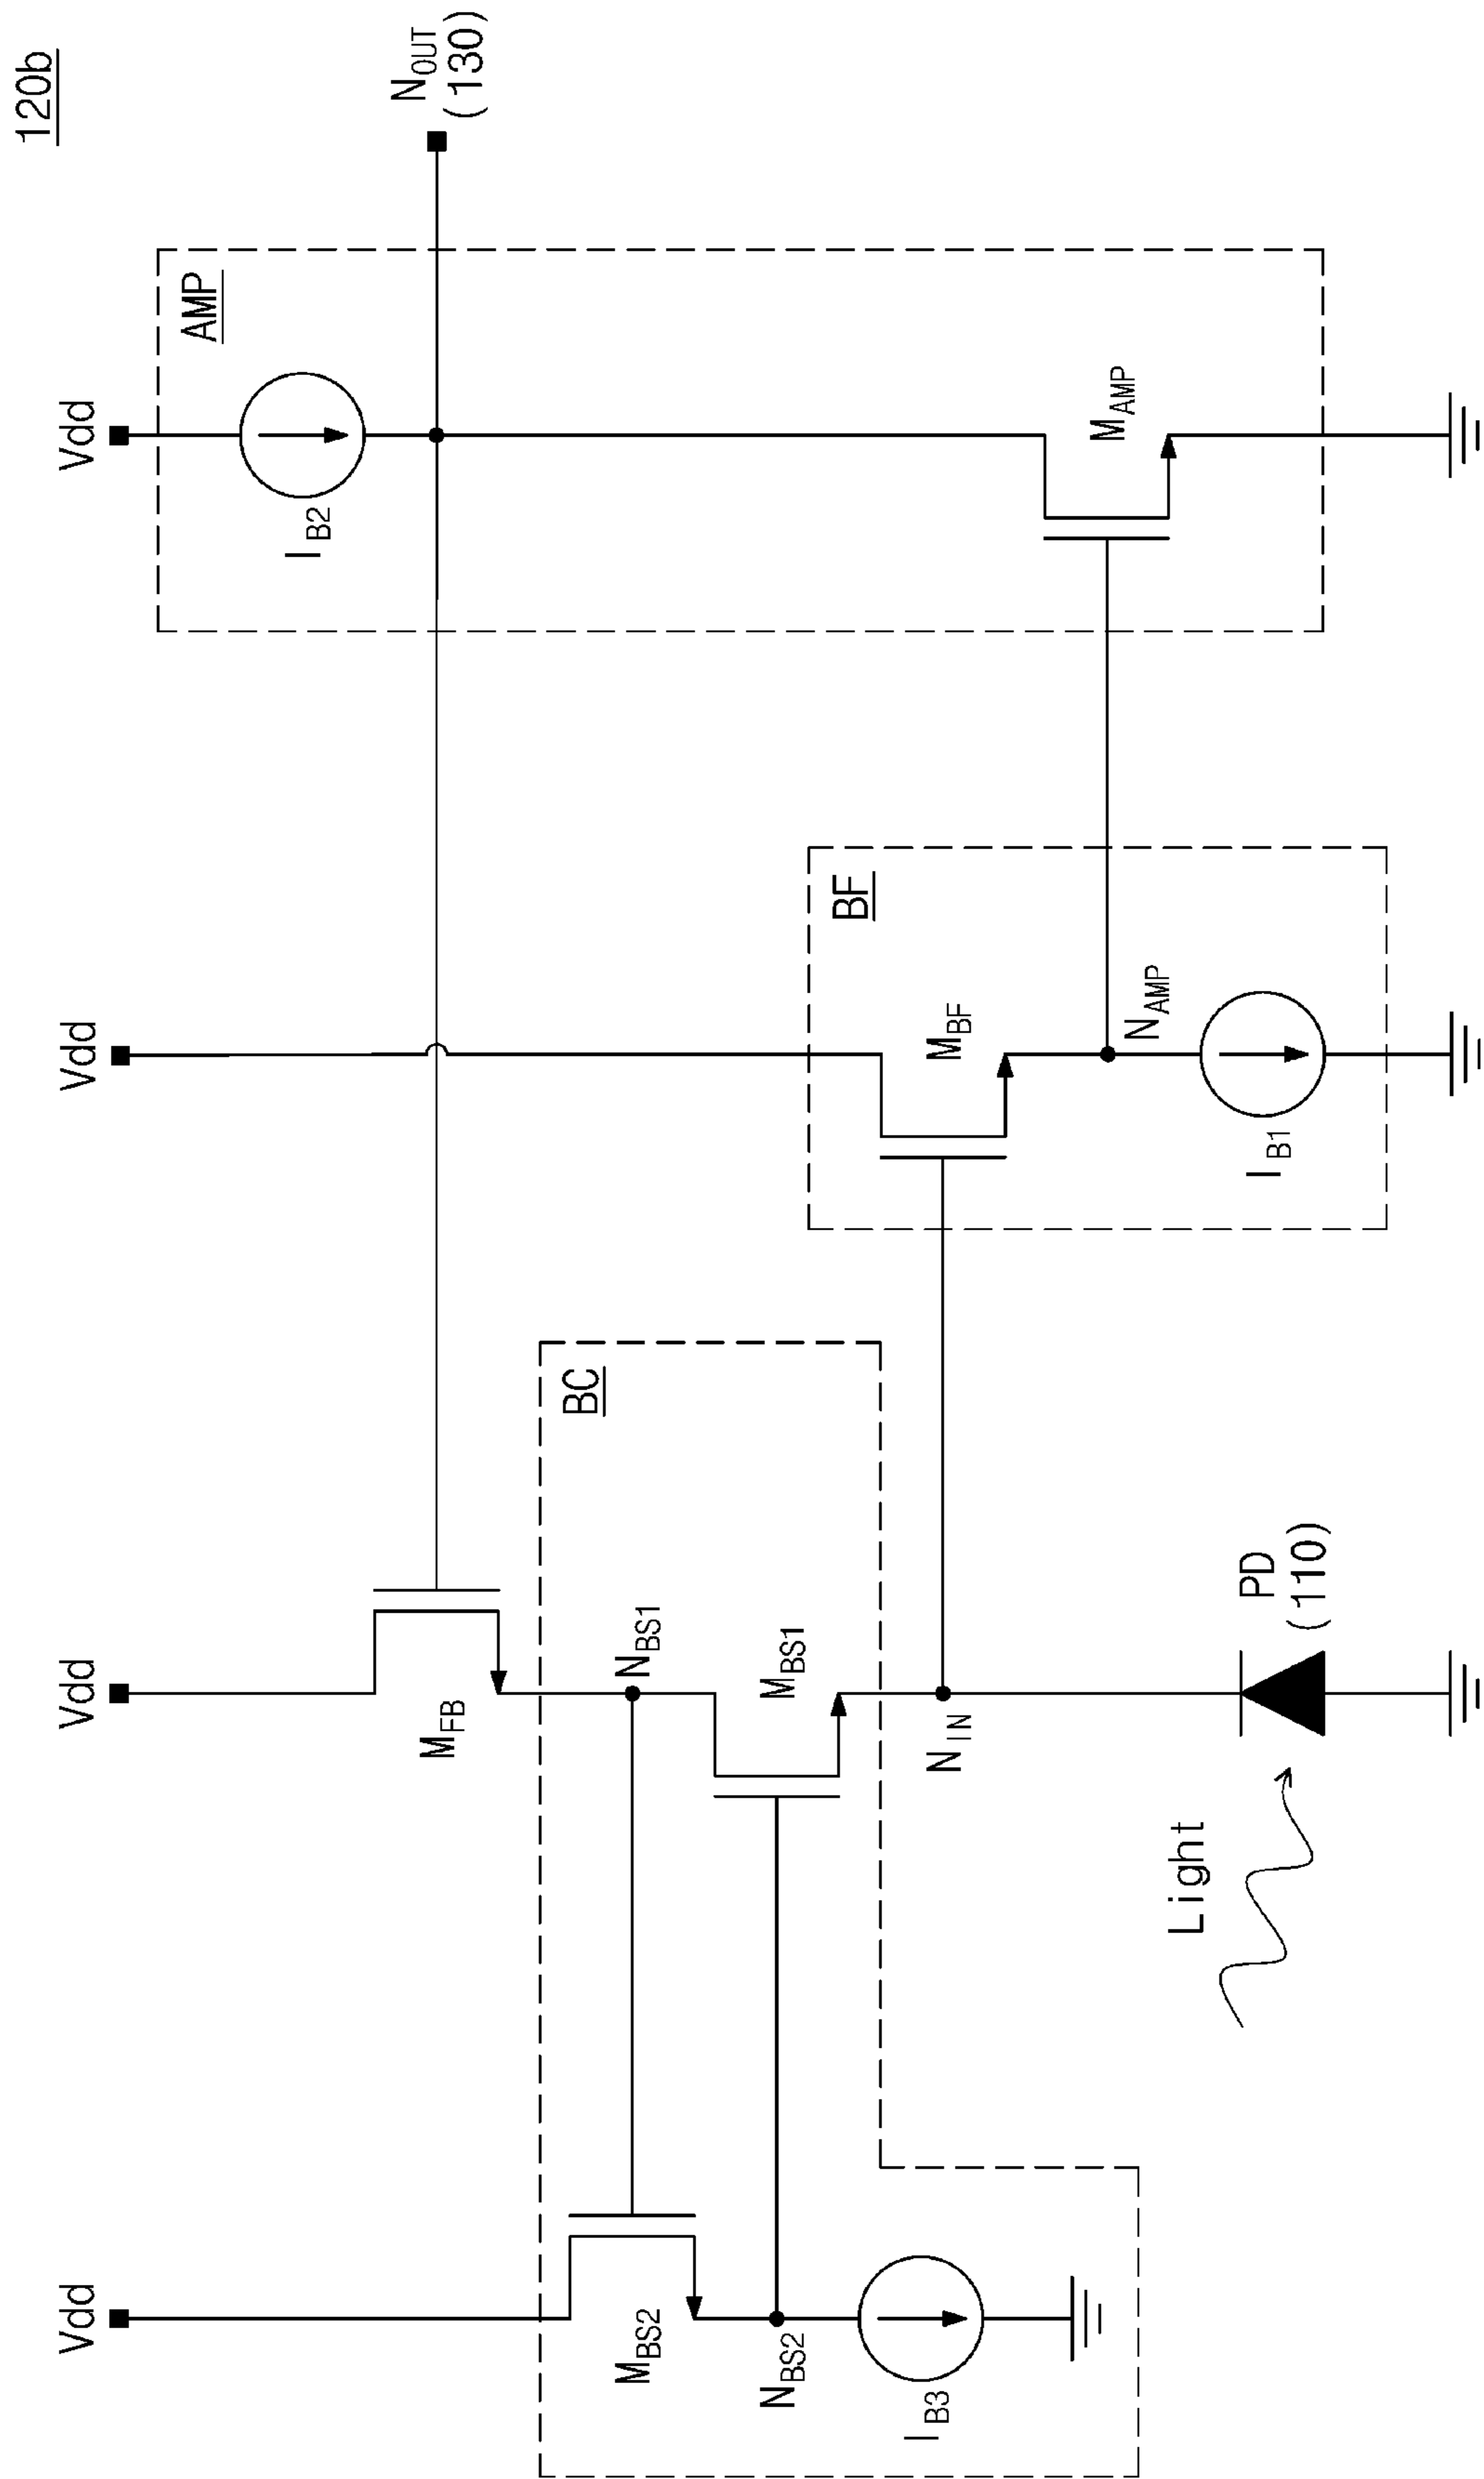 120b
Vdd
Vdd
Vdd
Vdd
N_OUT
(130)
AMP
I_B2
M_AMP
BF
M_BF
N_AMP
I_B1
BC
M_FB
N_BS1
M_BS1
M_BS2
N_BS2
I_B3
N_IN
PD
(110)
Light